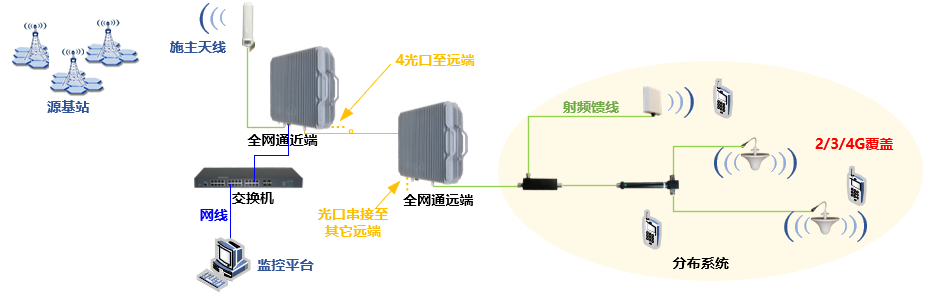 施主天线
4光口至远端
源基站
射频馈线
全网通近端
2/3/4G覆盖
交换机
全网通远端
网线
光口串接至
其它远端
监控平台
分布系统